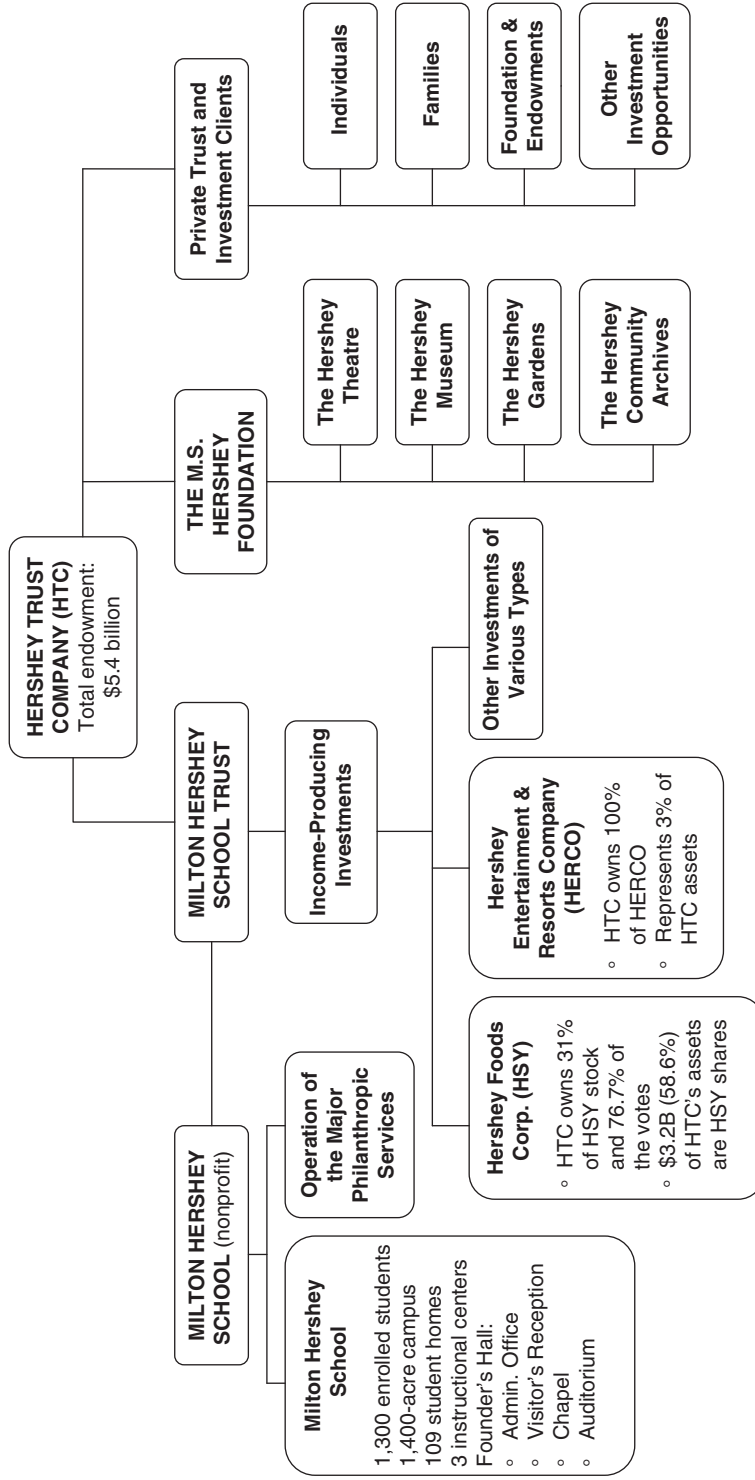 HERSHEY TRUST
COMPANY (HTC)
Total endowment:
$5.4 billion
MILTON HERSHEY
SCHOOL (nonprofit)
MILTON HERSHEY
SCHOOL TRUST
THE M.S.
HERSHEY
FOUNDATION
Private Trust and
Investment Clients
Milton Hershey
School
1,300 enrolled students
1,400-acre campus
109 student homes
3 instructional centers
Founder's Hall:
° Admin. Office
° Visitor's Reception
° Chapel
° Auditorium
Operation of
the Major
Philanthropic
Services
Income-Producing
Investments
Hershey Foods
Corp. (HSY)
° HTC owns 31%
of HSY stock
and 76.7% of
the votes
° $3.2B (58.6%)
of HTC's assets
are HSY shares
Hershey
Entertainment &
Resorts Company
(HERCO)
° HTC owns 100%
of HERCO
° Represents 3% of
HTC assets
Other Investments of
Various Types
The Hershey
Theatre
The Hershey
Museum
The Hershey
Gardens
The Hershey
Community
Archives
Individuals
Families
Foundation &
Endowments
Other
Investment
Opportunities